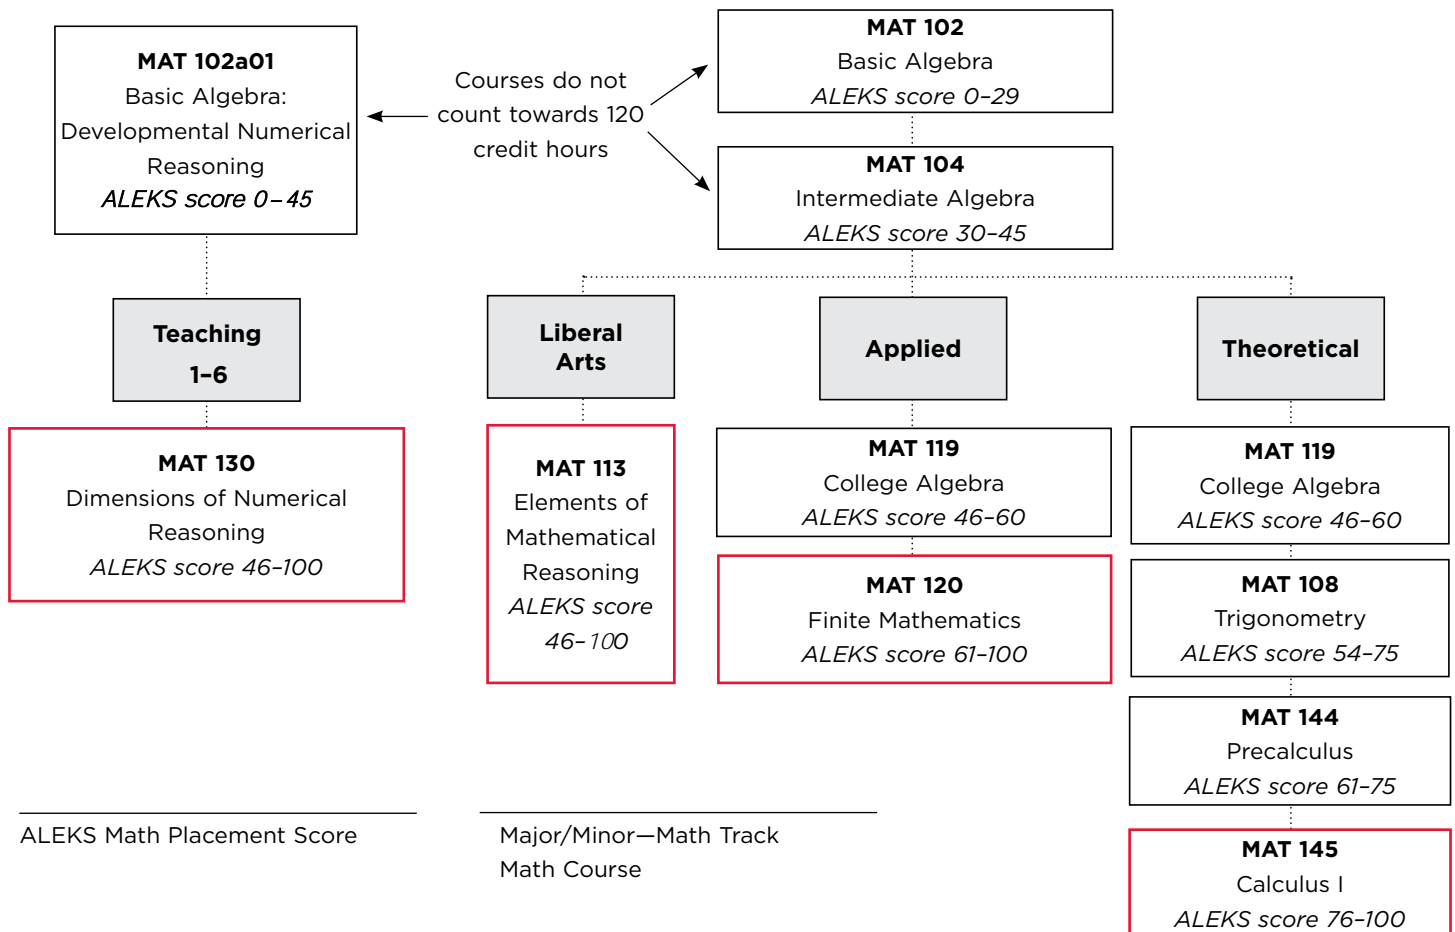 MAT 102a01
Basic Algebra:
Developmental Numerical
Reasoning
ALEKS score 0–45
Courses do not
count towards 120
credit hours
MAT 102
Basic Algebra
ALEKS score 0–29
MAT 104
Intermediate Algebra
ALEKS score 30–45
Teaching
1–6
Liberal
Arts
Applied
Theoretical
MAT 130
Dimensions of Numerical
Reasoning
ALEKS score 46–100
MAT 113
Elements of
Mathematical
Reasoning
ALEKS score
46–100
MAT 119
College Algebra
ALEKS score 46–60
MAT 120
Finite Mathematics
ALEKS score 61–100
MAT 119
College Algebra
ALEKS score 46–60
MAT 108
Trigonometry
ALEKS score 54–75
MAT 144
Precalculus
ALEKS score 61–75
MAT 145
Calculus I
ALEKS score 76–100
ALEKS Math Placement Score
Major/Minor—Math Track
Math Course